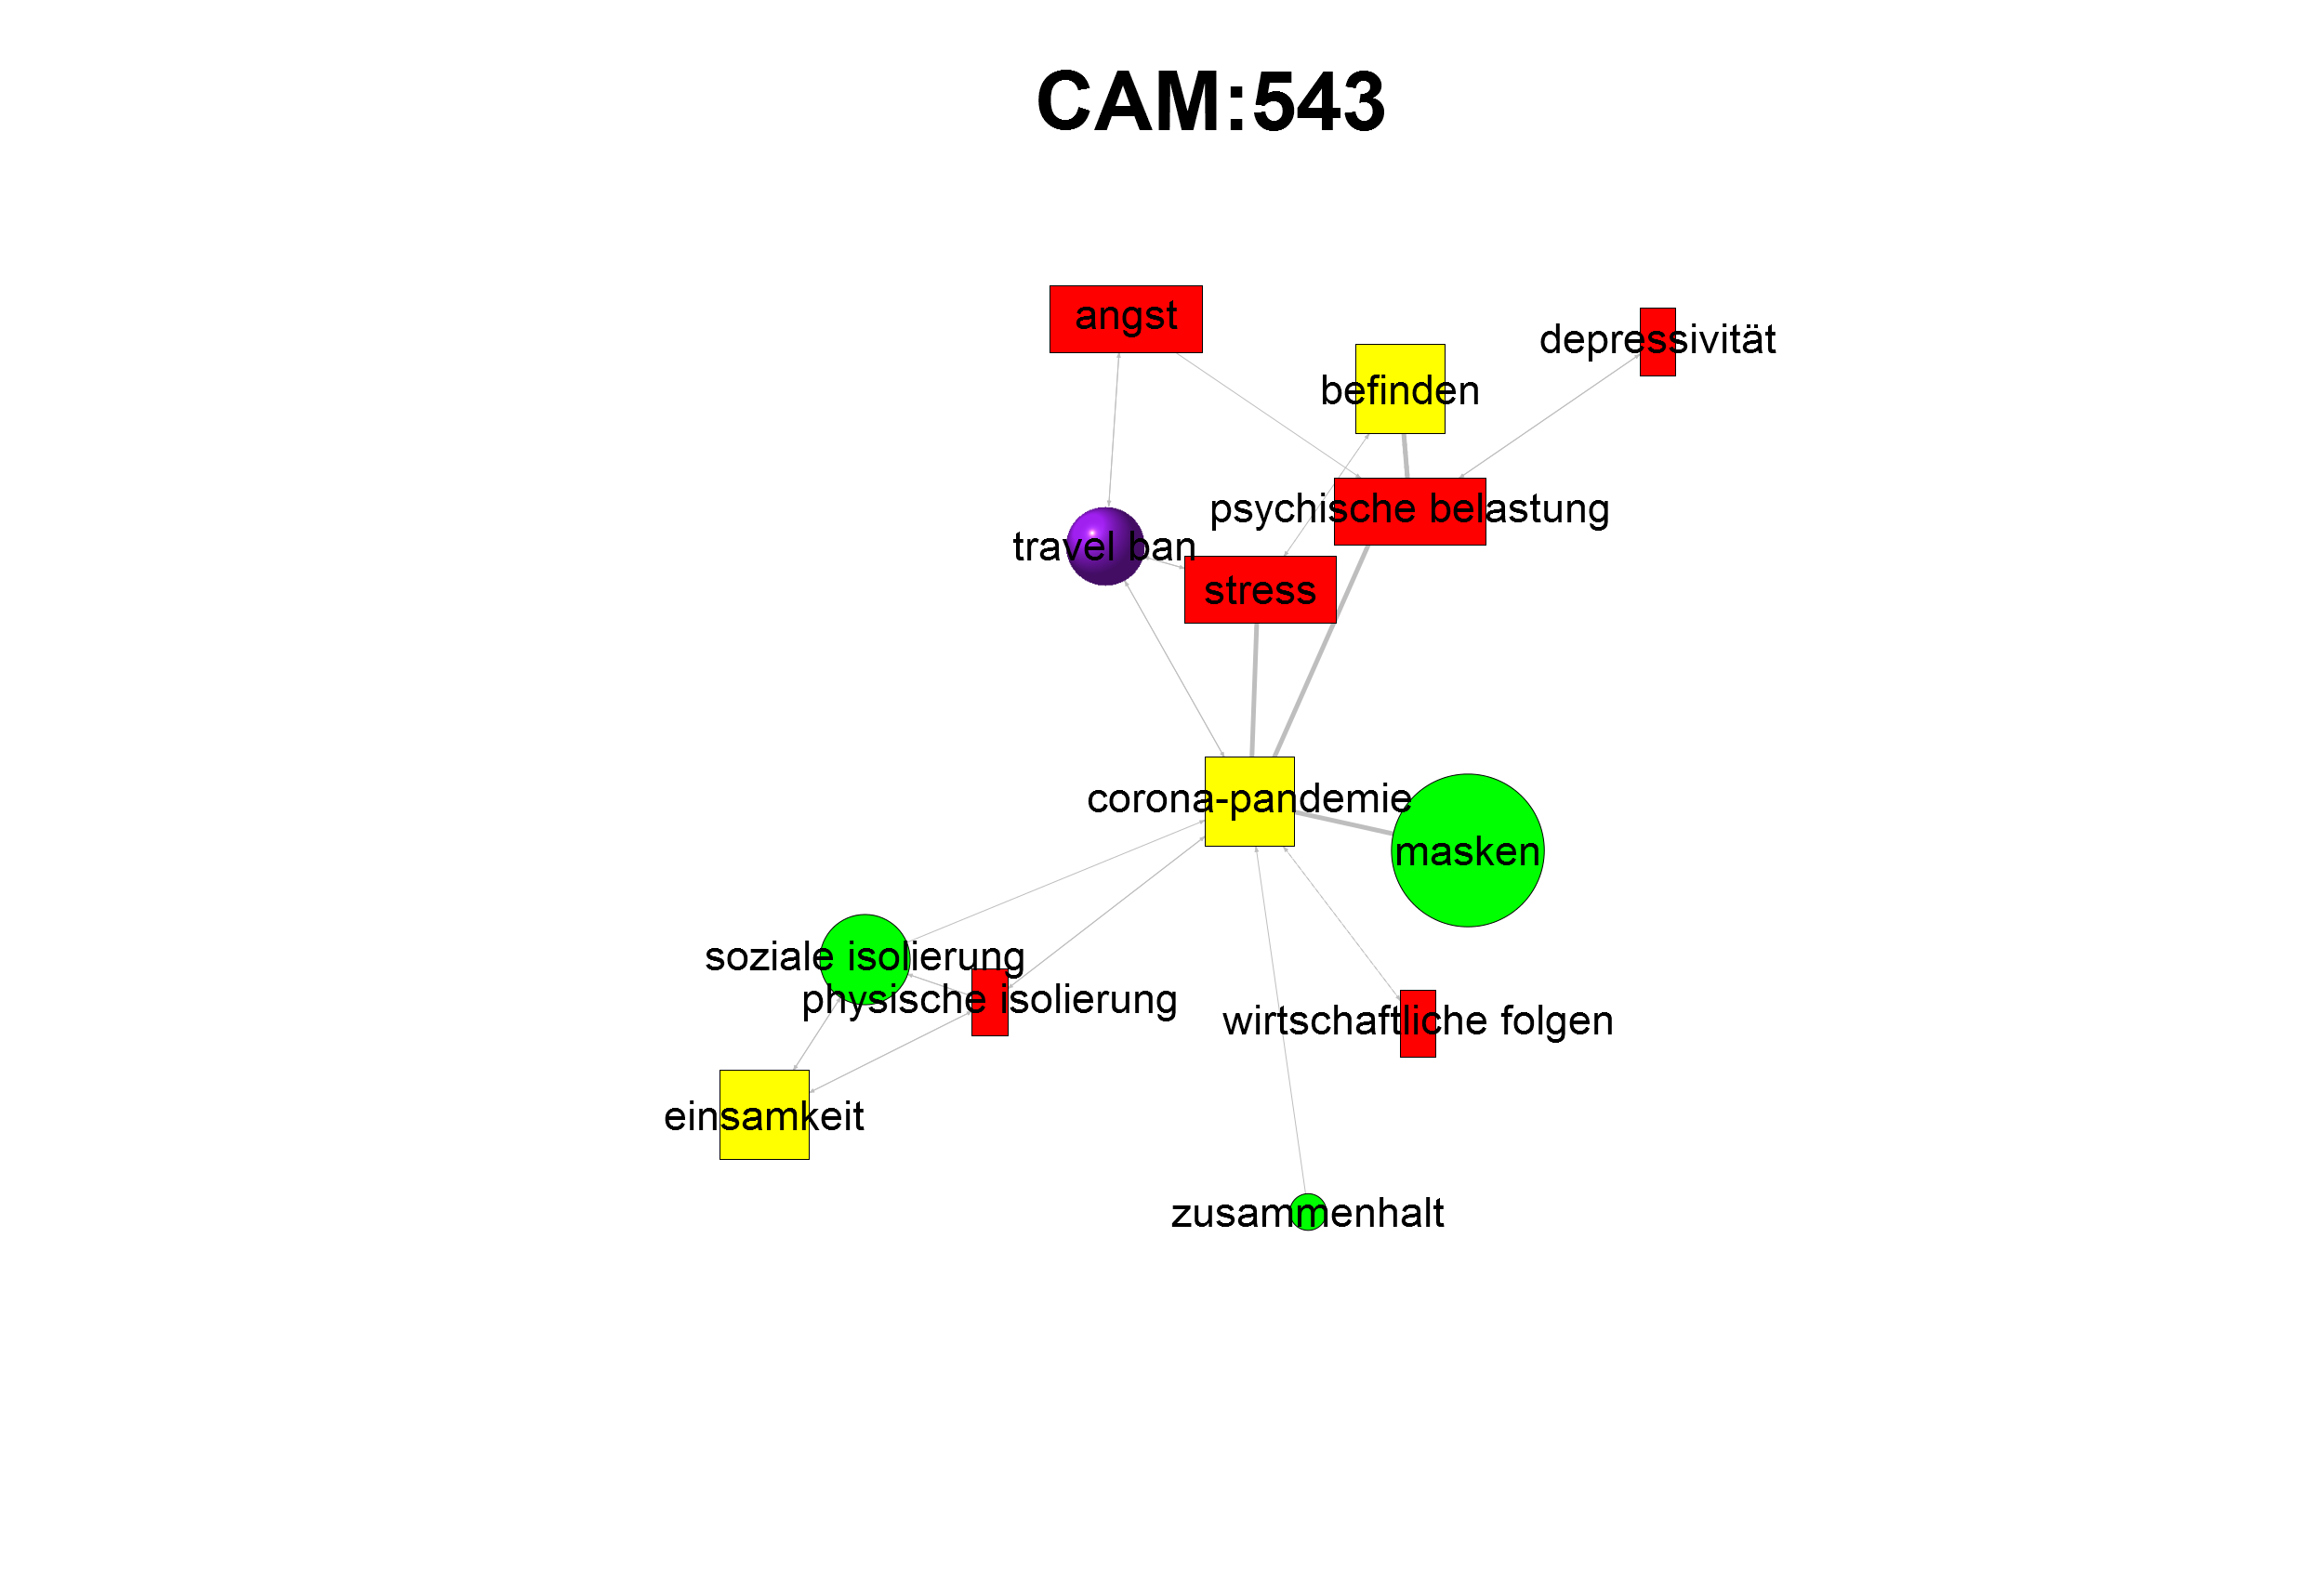 CAM:543
angst
depressivität
befinden
psychische belastung
travel ban
stress
corona-pandemie
masken
soziale isolierung
physische isolierung
wirtschaftliche folgen
einsamkeit
zusammenhalt